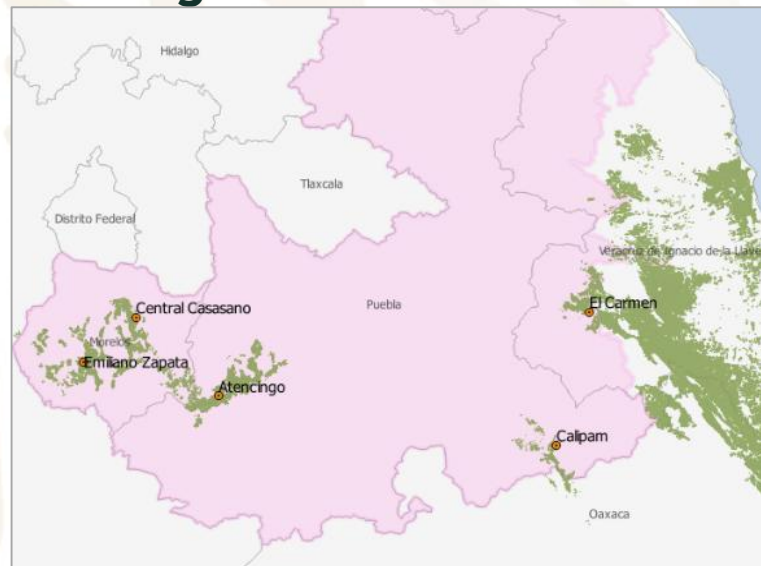 Hidalgo
Tlaxcala
Distrito Federal
Veracruz de Ignacio de la Llave
Central Casasano
Puebla
El Carmen
Morelos
Emiliano Zapata
Atencingo
Calipam
Oaxaca